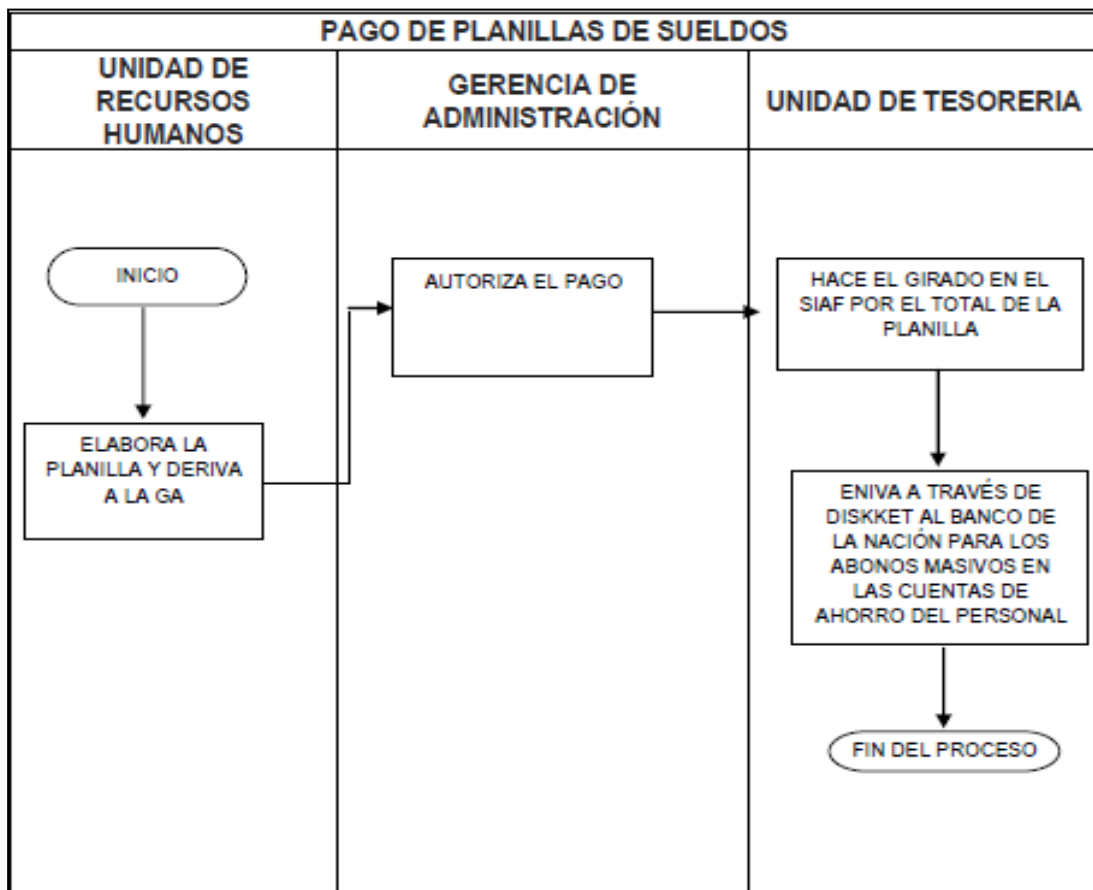 PAGO DE PLANILLAS DE SUELDOS
UNIDAD DE
RECURSOS
HUMANOS
GERENCIA DE
ADMINISTRACIÓN
UNIDAD DE TESORERIA
INICIO
ELABORA LA
PLANILLA Y DERIVA
A LA GA
AUTORIZA EL PAGO
HACE EL GIRADO EN EL
SIAF POR EL TOTAL DE LA
PLANILLA
ENIVA A TRAVÉS DE
DISKKET AL BANCO DE
LA NACIÓN PARA LOS
ABONOS MASIVOS EN
LAS CUENTAS DE
AHORRO DEL PERSONAL
FIN DEL PROCESO